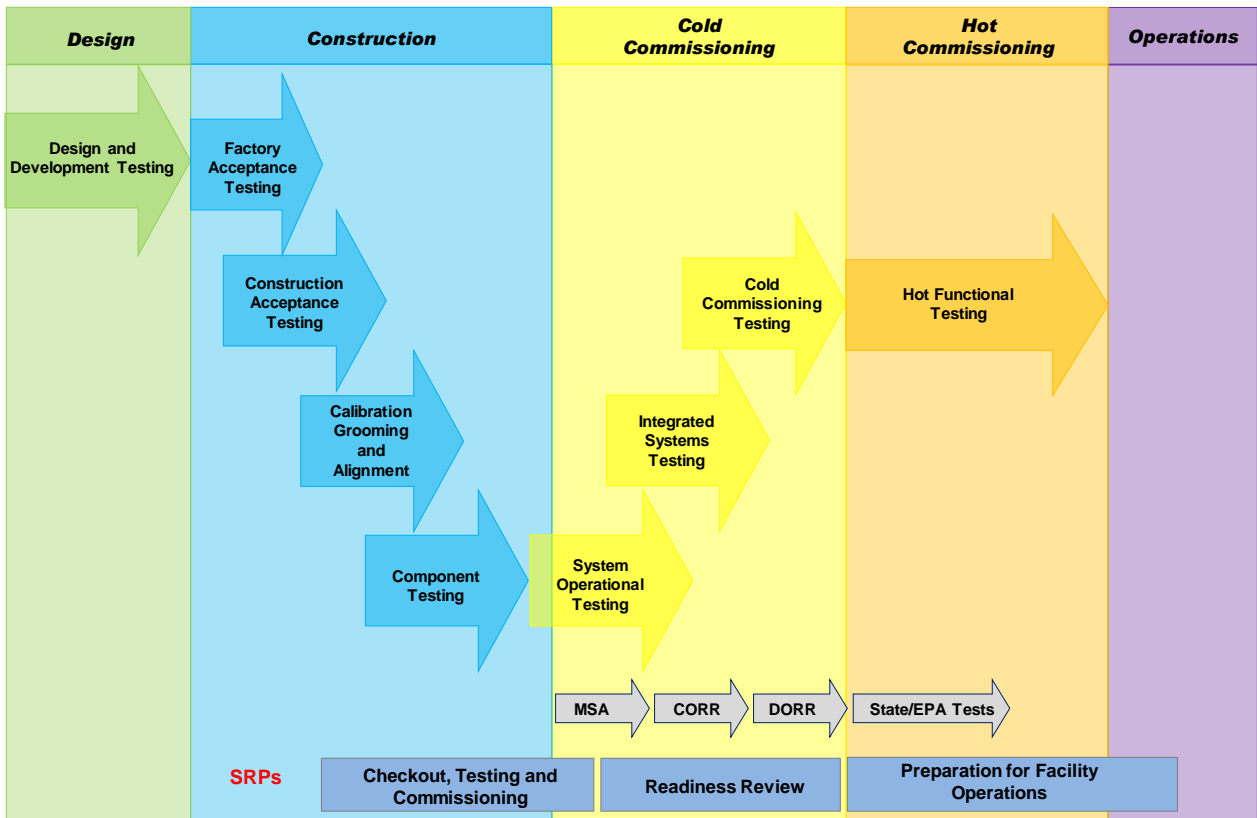 Design
Construction
Cold
Commissioning
Hot
Commissioning
Operations
Design and
Development Testing
Factory
Acceptance
Testing
Construction
Acceptance
Testing
Cold
Commissioning
Testing
Hot Functional
Testing
Calibration
Grooming
and
Alignment
Integrated
Systems
Testing
Component
Testing
System
Operational
Testing
MSA
CORR
DORR
State/EPA Tests
SRPs
Checkout, Testing and
Commissioning
Readiness Review
Preparation for Facility
Operations